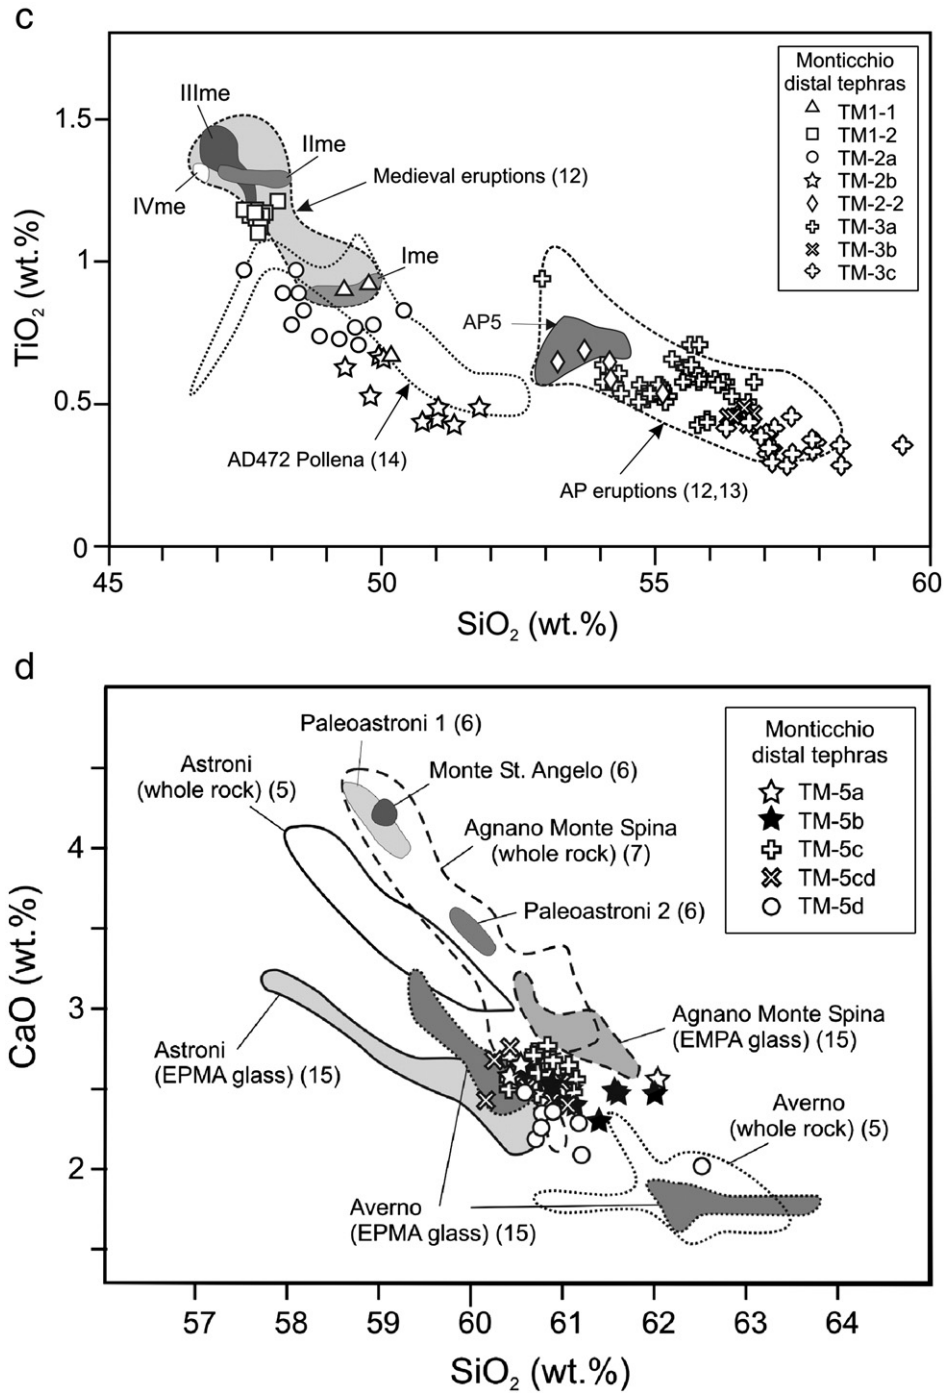 c
Monticchio
distal tephras
TM1-1
TM1-2
TM-2a
TM-2b
TM-2-2
TM-3a
TM-3b
TM-3c
IIIme
IIme
IVme
Medieval eruptions (12)
Ime
AP5
AD472 Pollena (14)
AP eruptions (12,13)
1.5
1
0.5
0
TiO₂ (wt.%)
45
50
55
60
SiO₂ (wt.%)
d
Monticchio
distal tephras
TM-5a
TM-5b
TM-5c
TM-5cd
TM-5d
Paleoastroni 1 (6)
Astroni
(whole rock) (5)
Monte St. Angelo (6)
Agnano Monte Spina
(whole rock) (7)
Paleoastroni 2 (6)
Agnano Monte Spina
(EMPA glass) (15)
Astroni
(EPMA glass) (15)
Averno
(whole rock) (5)
Averno
(EPMA glass) (15)
4
3
2
CaO (wt.%)
57
58
59
60
61
62
63
64
SiO₂ (wt.%)